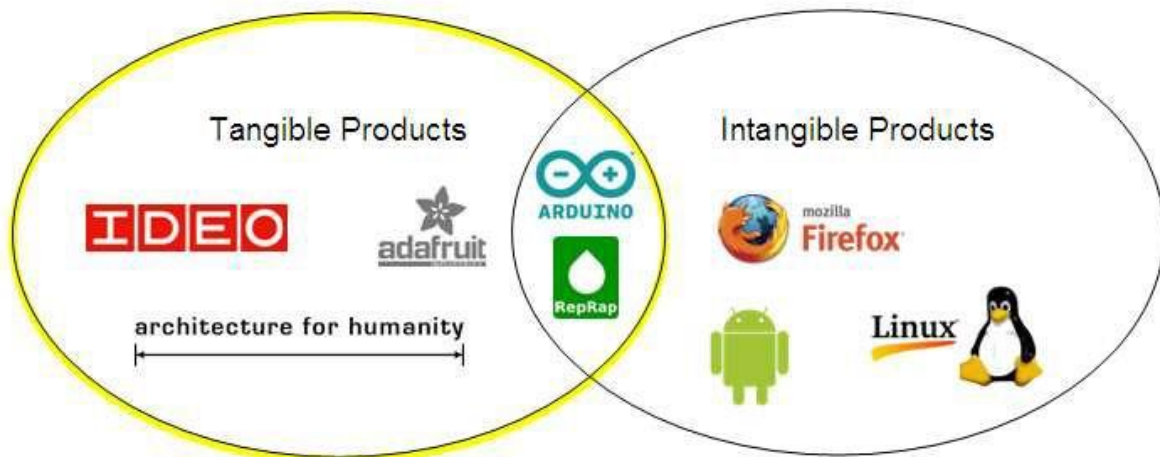 Tangible Products
Intangible Products
IDEO
adafruit
ARDUINO
RepRap
mozilla
Firefox
architecture for humanity
Linux